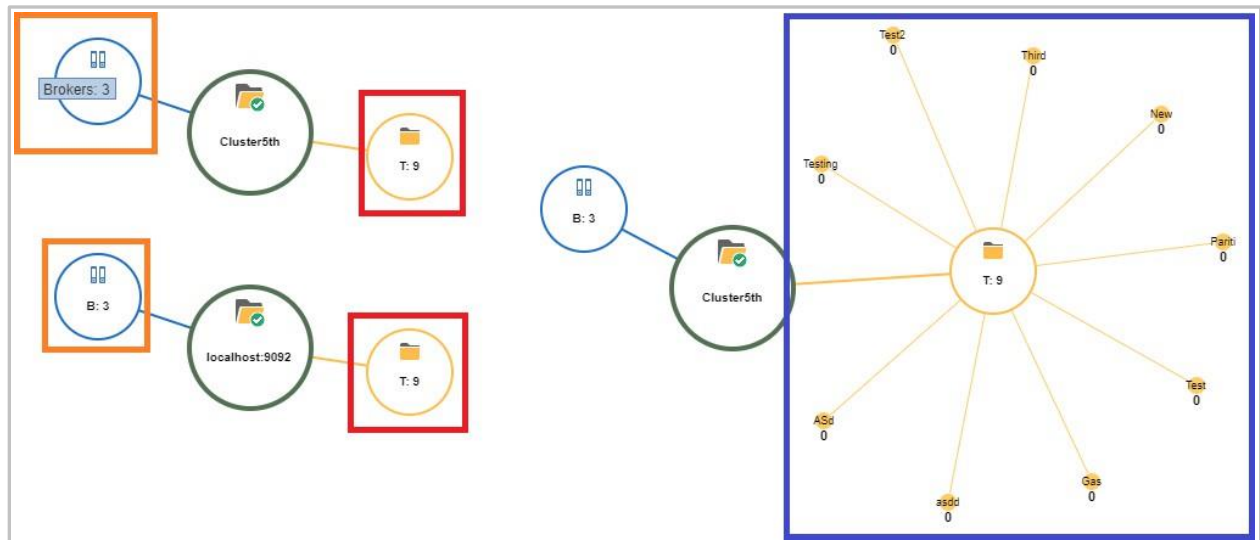 Brokers: 3
Cluster5th
T: 9
B: 3
localhost:9092
T: 9
B: 3
Cluster5th
T: 9
Test2
0
Third
0
New
0
Testing
0
Pariti
0
Test
0
ASd
0
Gas
0
asdd
0